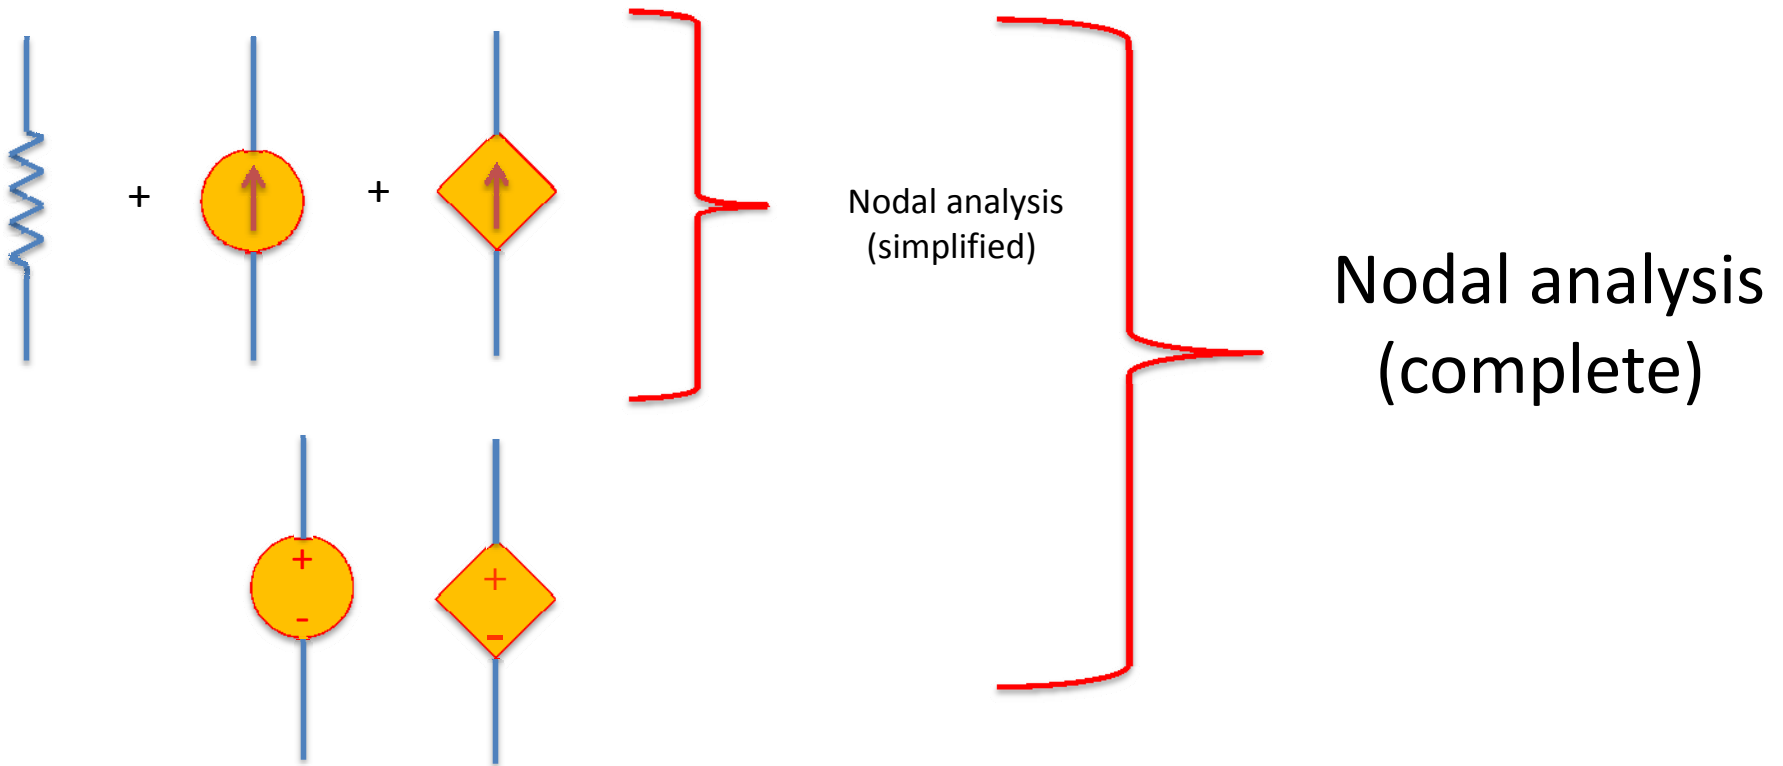 + +
Nodal analysis
(simplified)
Nodal analysis
(complete)
+ +
- -